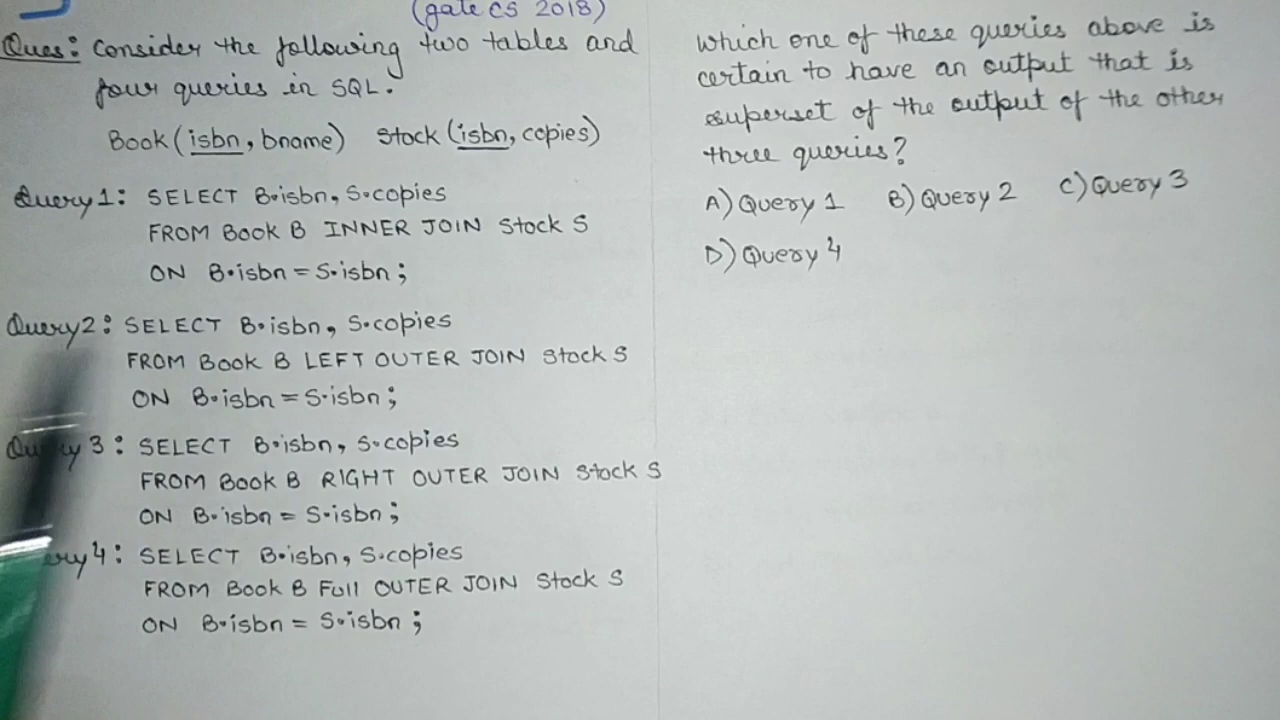 (gate cs 2018)
Ques: Consider the following two tables and
four queries in SQL.
Book (isbn, bname) Stock (isbn, copies)
Query 1: SELECT B.isbn, S.copies
FROM Book B INNER JOIN Stock S
ON B.isbn = S.isbn;
Query 2: SELECT B.isbn, S.copies
FROM Book B LEFT OUTER JOIN Stock S
ON B.isbn = S.isbn;
3: SELECT B.isbn, S.copies
FROM Book B RIGHT OUTER JOIN Stock S
ON B.isbn = S.isbn;
4: SELECT B.isbn, S.copies
FROM Book B Full OUTER JOIN Stock S
ON B.isbn = S.isbn;
Which one of these queries above is
certain to have an output that is
superset of the output of the other
three queries?
A) Query 1 B) Query 2 C) Query 3
D) Query 4